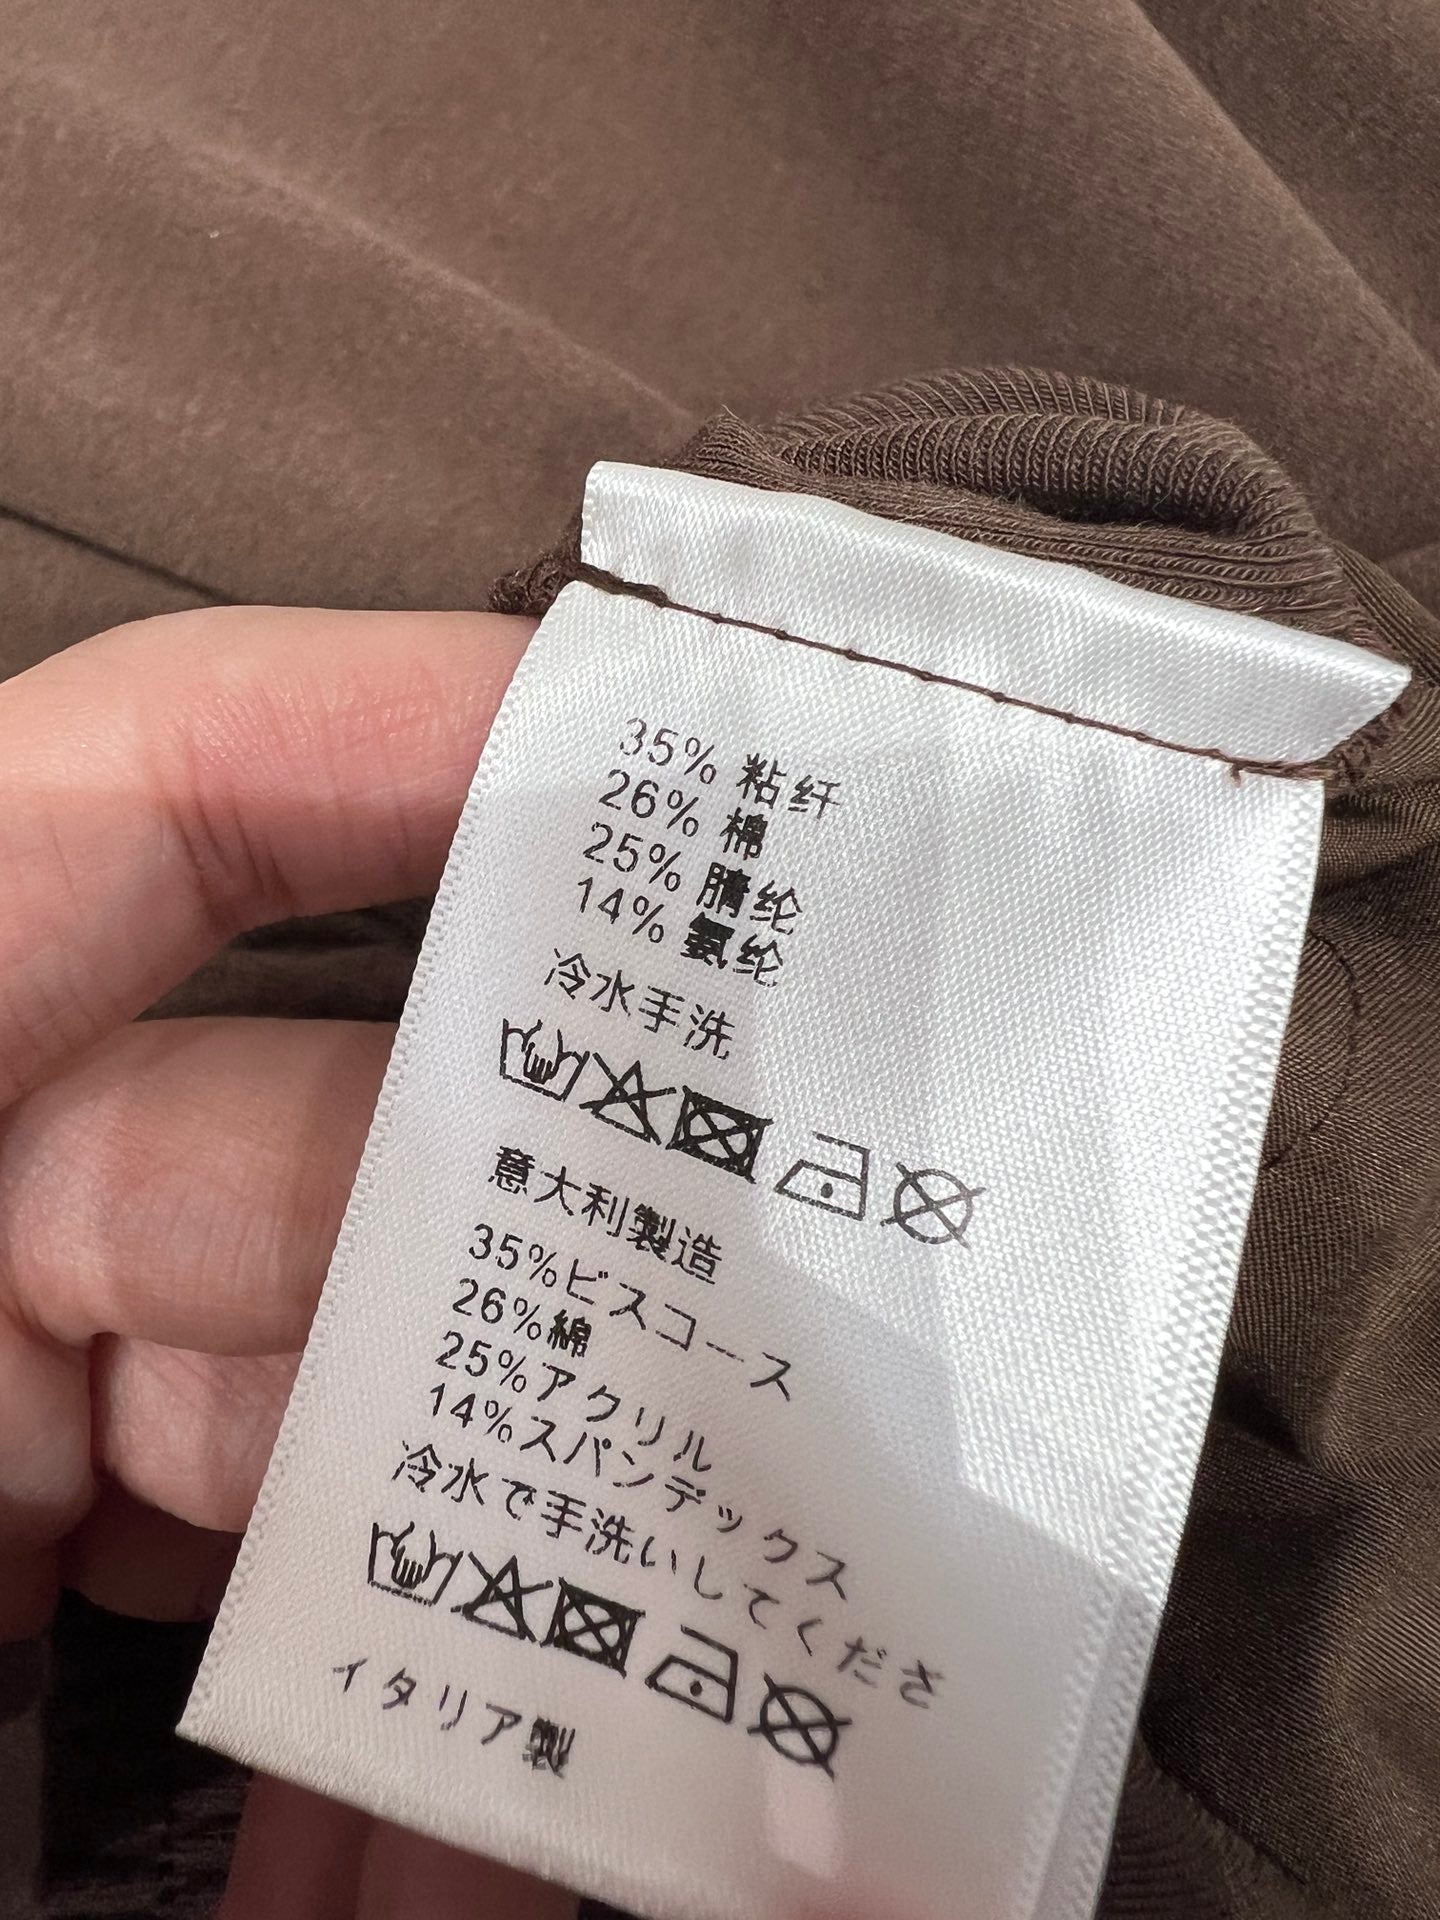 35% 粘纤
26% 棉
25% 腈纶
14% 氨纶
冷水手洗
意大利製造
35%ビスコース
26%綿
25%アクリル
14%スパンデックス
冷水で手洗いしてくださ
イタリア製